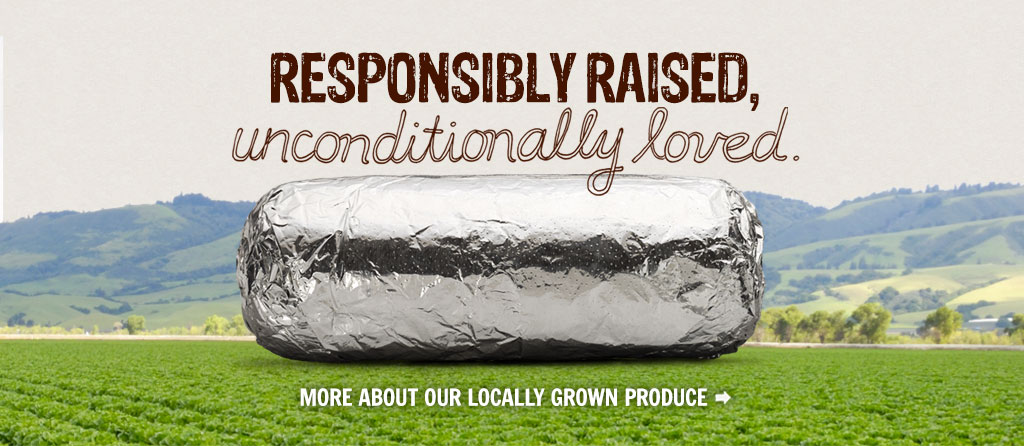 RESPONSIBLY RAISED,
unconditionally loved.
MORE ABOUT OUR LOCALLY GROWN PRODUCE